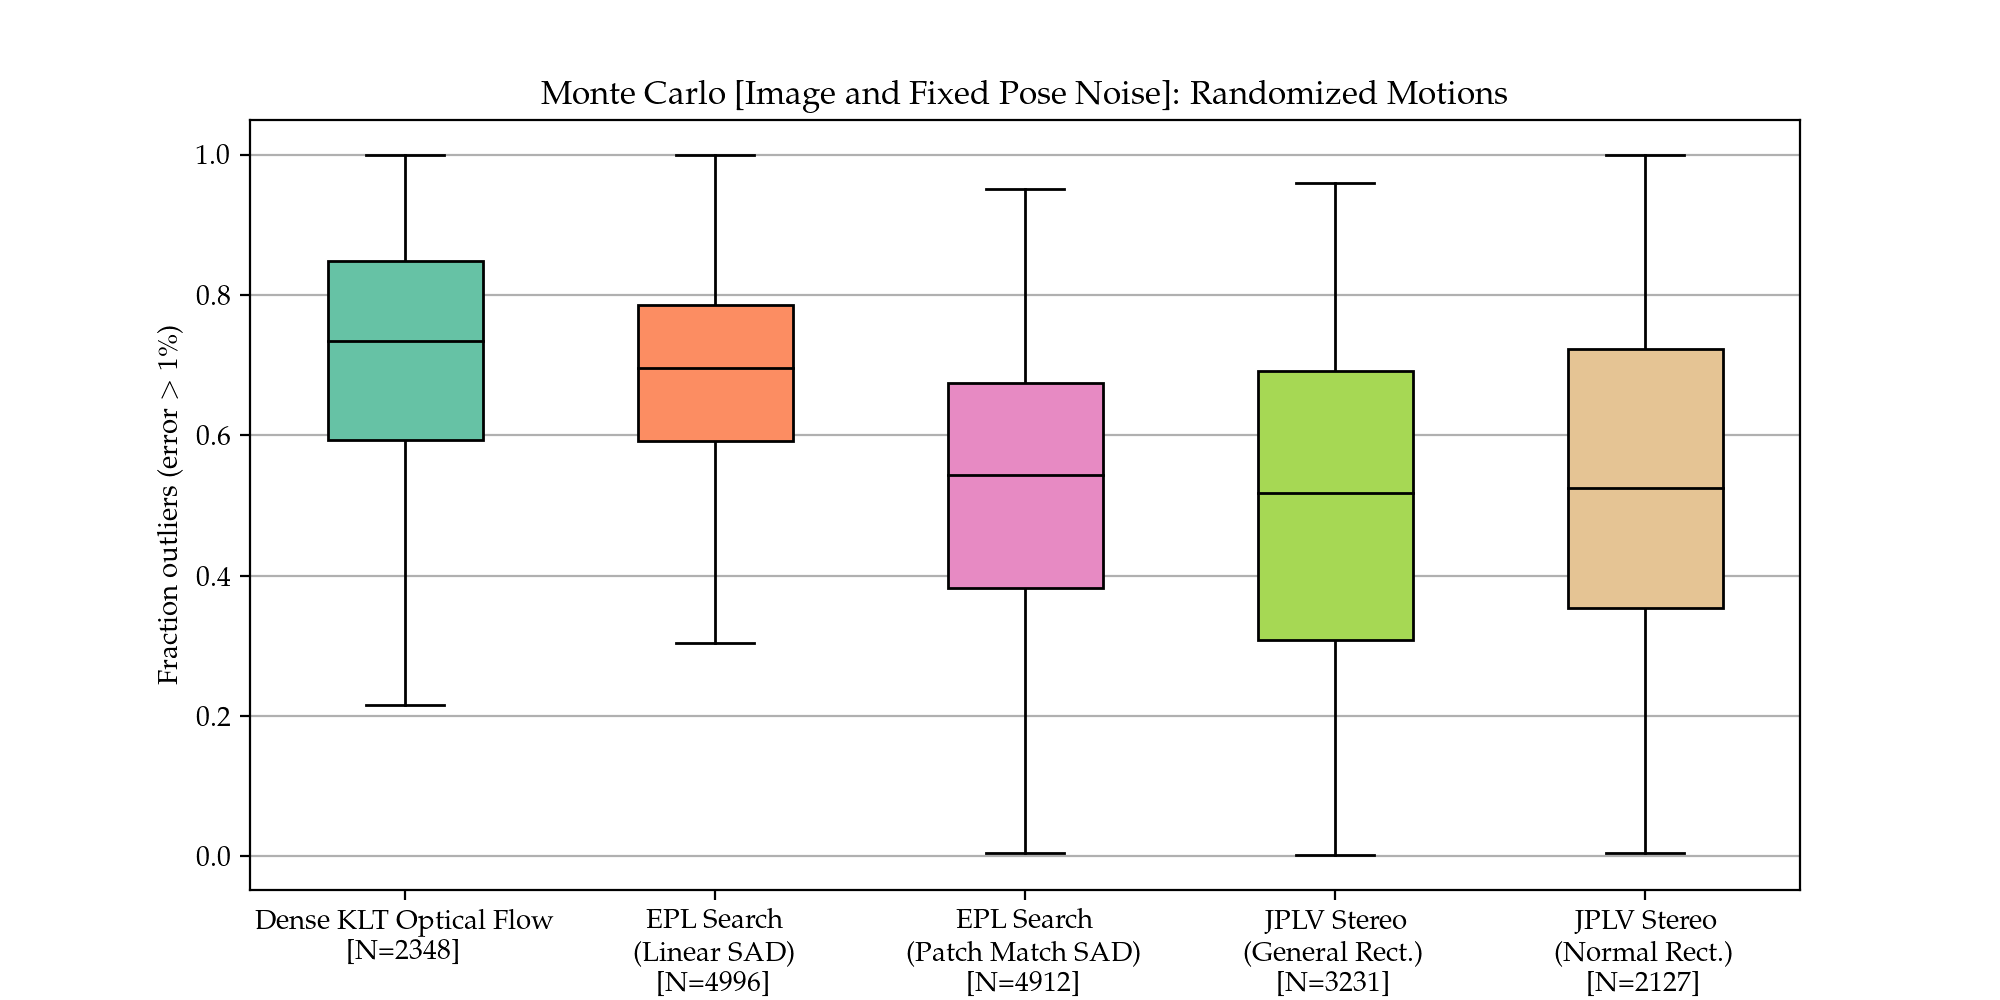 Monte Carlo [Image and Fixed Pose Noise]: Randomized Motions
Fraction outliers (error > 1%)
1.0
0.8
0.6
0.4
0.2
0.0
Dense KLT Optical Flow
[N=2348]
EPL Search
(Linear SAD)
[N=4996]
EPL Search
(Patch Match SAD)
[N=4912]
JPLV Stereo
(General Rect.)
[N=3231]
JPLV Stereo
(Normal Rect.)
[N=2127]